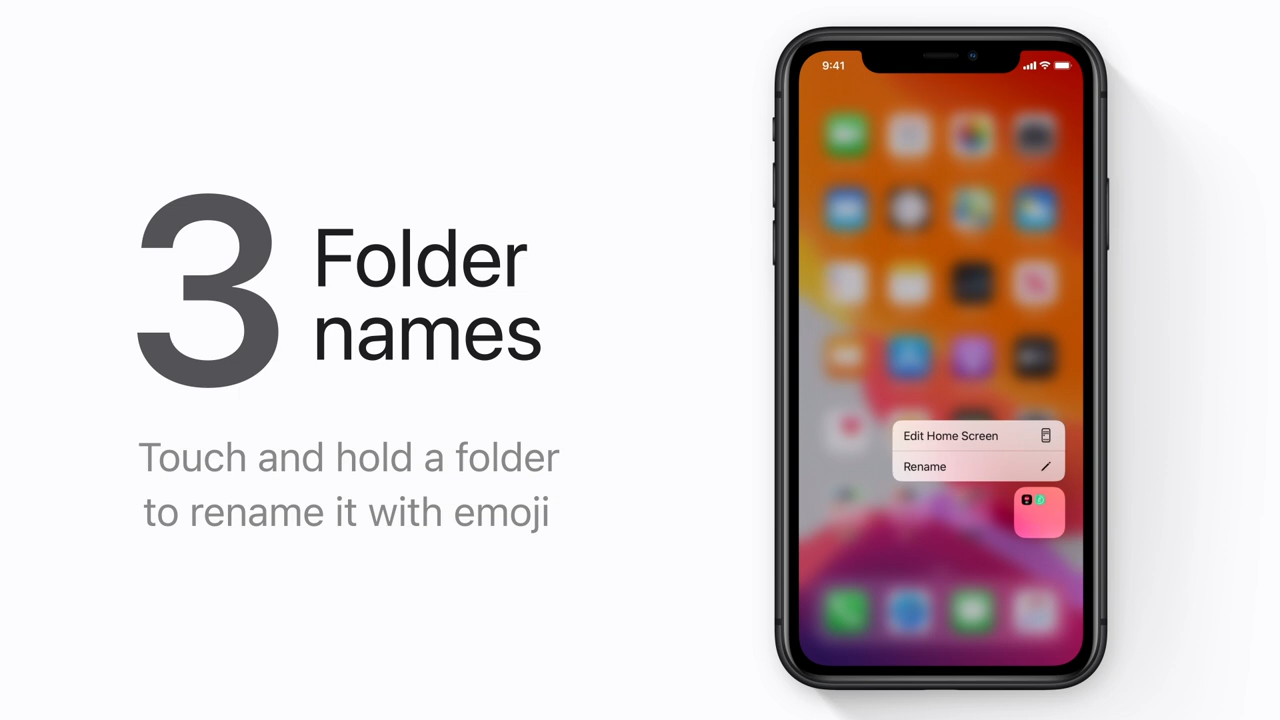 3
Folder
names
Touch and hold a folder
to rename it with emoji
9:41
Edit Home Screen
Rename